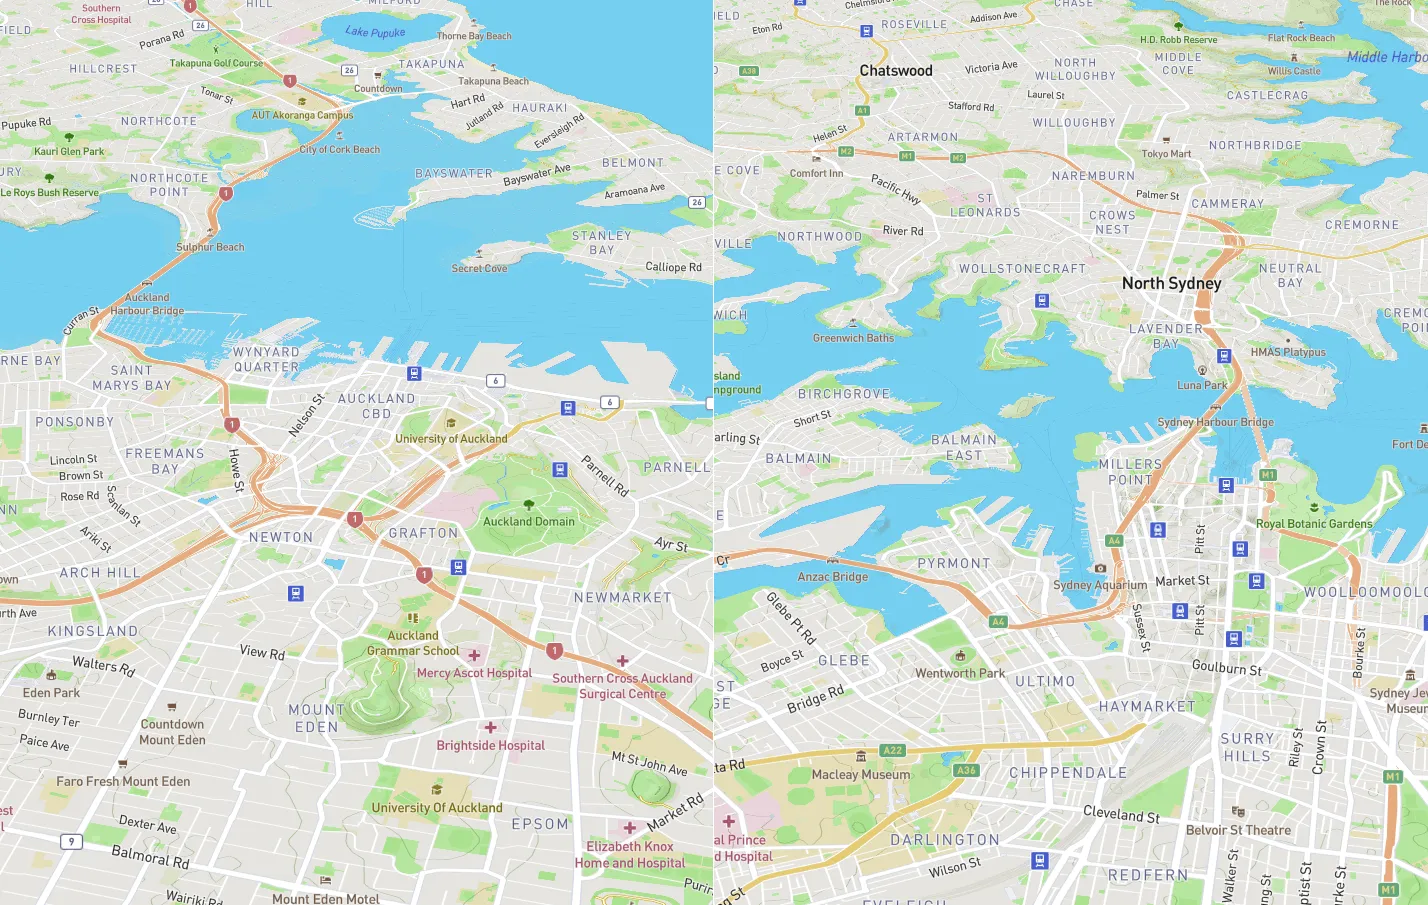 Southern
Cross Hospital
HILL
MILFORD
1
26
Lake Pupuke
Thorne Bay Beach
FIELD
Porana Rd
Takapuna Golf Course
HILLCREST
26
TAKAPUNA
1
Countdown
Takapuna Beach
Tonar St
Hart Rd
HAURAKI
AUT Akoranga Campus
Jutland Rd
Pupuke Rd
NORTHCOTE
Eversleigh Rd
Kauri Glen Park
City of Cork Beach
BELMONT
URY
NORTHCOTE
POINT
BAYSWATER
Bayswater Ave
Le Roys Bush Reserve
1
Aramoana Ave
26
Sulphur Beach
STANLEY
BAY
Secret Cove
Calliope Rd
Auckland
Harbour Bridge
Curran St
RNE BAY
WYNYARD
QUARTER
SAINT
MARYS BAY
6
AUCKLAND
CBD
6
PONSONBY
1
Nelson St
University of Auckland
FREEMANS
BAY
Lincoln St
Brown St
Howe St
Parnell Rd
PARNELL
Rose Rd
Scanlan St
NN
Auckland Domain
1
Ariki St
NEWTON
GRAFTON
Ayr St
ARCH HILL
1
own
rth Ave
NEWMARKET
KINGSLAND
Auckland
Grammar School
View Rd
1
Walters Rd
Mercy Ascot Hospital
Southern Cross Auckland
Surgical Centre
Eden Park
Burnley Ter
MOUNT
EDEN
Countdown
Mount Eden
Paice Ave
Brightside Hospital
Mt St John Ave
Faro Fresh Mount Eden
est
l
University Of Auckland
Market Rd
Dexter Ave
EPSOM
9
Balmoral Rd
Elizabeth Knox
Home and Hospital
Wairiki Rd
Mount Eden Motel
Purir
IELD
Chelmsford
CHASE
The Rock
Eton Rd
ROSEVILLE
Addison Ave
H.D. Robb Reserve
Flat Rock Beach
A38
Chatswood
Victoria Ave
NORTH
WILLOUGHBY
MIDDLE
COVE
Willis Castle
Middle Harbo
Laurel St
CASTLECRAG
A1
Stafford Rd
Helen St
ARTARMON
WILLOUGHBY
M2
M1
M2
Tokyo Mart
NORTHBRIDGE
E COVE
Comfort Inn
Pacific Hwy
NAREMBURN
ST
LEONARDS
Palmer St
CAMMERAY
CROWS
NEST
CREMORNE
VILLE
NORTHWOOD
River Rd
WOLLSTONECRAFT
North Sydney
NEUTRAL
BAY
WICH
Greenwich Baths
LAVENDER
BAY
CREMO
POIN
HMAS Platypus
sland
mpground
BIRCHGROVE
Luna Park
Short St
Sydney Harbour Bridge
arling St
BALMAIN
BALMAIN
EAST
Fort De
MILLERS
POINT
M1
E
Royal Botanic Gardens
Cr
A4
Pitt St
Anzac Bridge
PYRMONT
Sydney Aquarium
Market St
WOOLLOOMOOLO
Glebe Pt Rd
Sussex St
Pitt St
A4
Bourke St
Boyce St
GLEBE
Wentworth Park
Goulburn St
ST
GE
Bridge Rd
ULTIMO
Sydney Je
Museum
HAYMARKET
Riley St
Crown St
SURRY
HILLS
A22
ta Rd
A36
Macleay Museum
CHIPPENDALE
M1
al Prince
d Hospital
Cleveland St
Belvoir St Theatre
DARLINGTON
Wilson St
REDFERN
Walker St
ung St
ptist St
rke St
M1
ng St
EVELEIGH